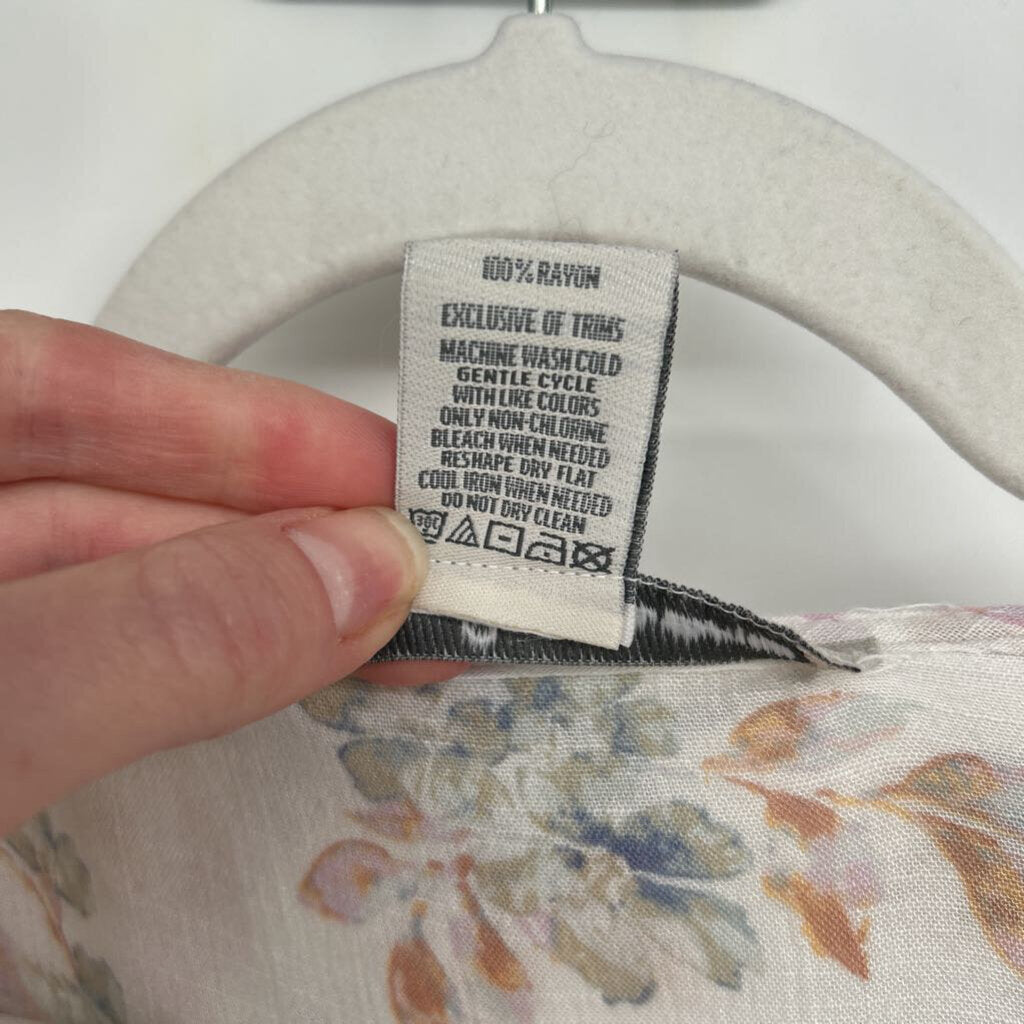 100% RAYON
EXCLUSIVE OF TRIMS
MACHINE WASH COLD
GENTLE CYCLE
WITH LIKE COLORS
ONLY NON-CHLORINE
BLEACH WHEN NEEDED
RESHAPE DRY FLAT
COOL IRON WHEN NEEDED
DO NOT DRY CLEAN
30C